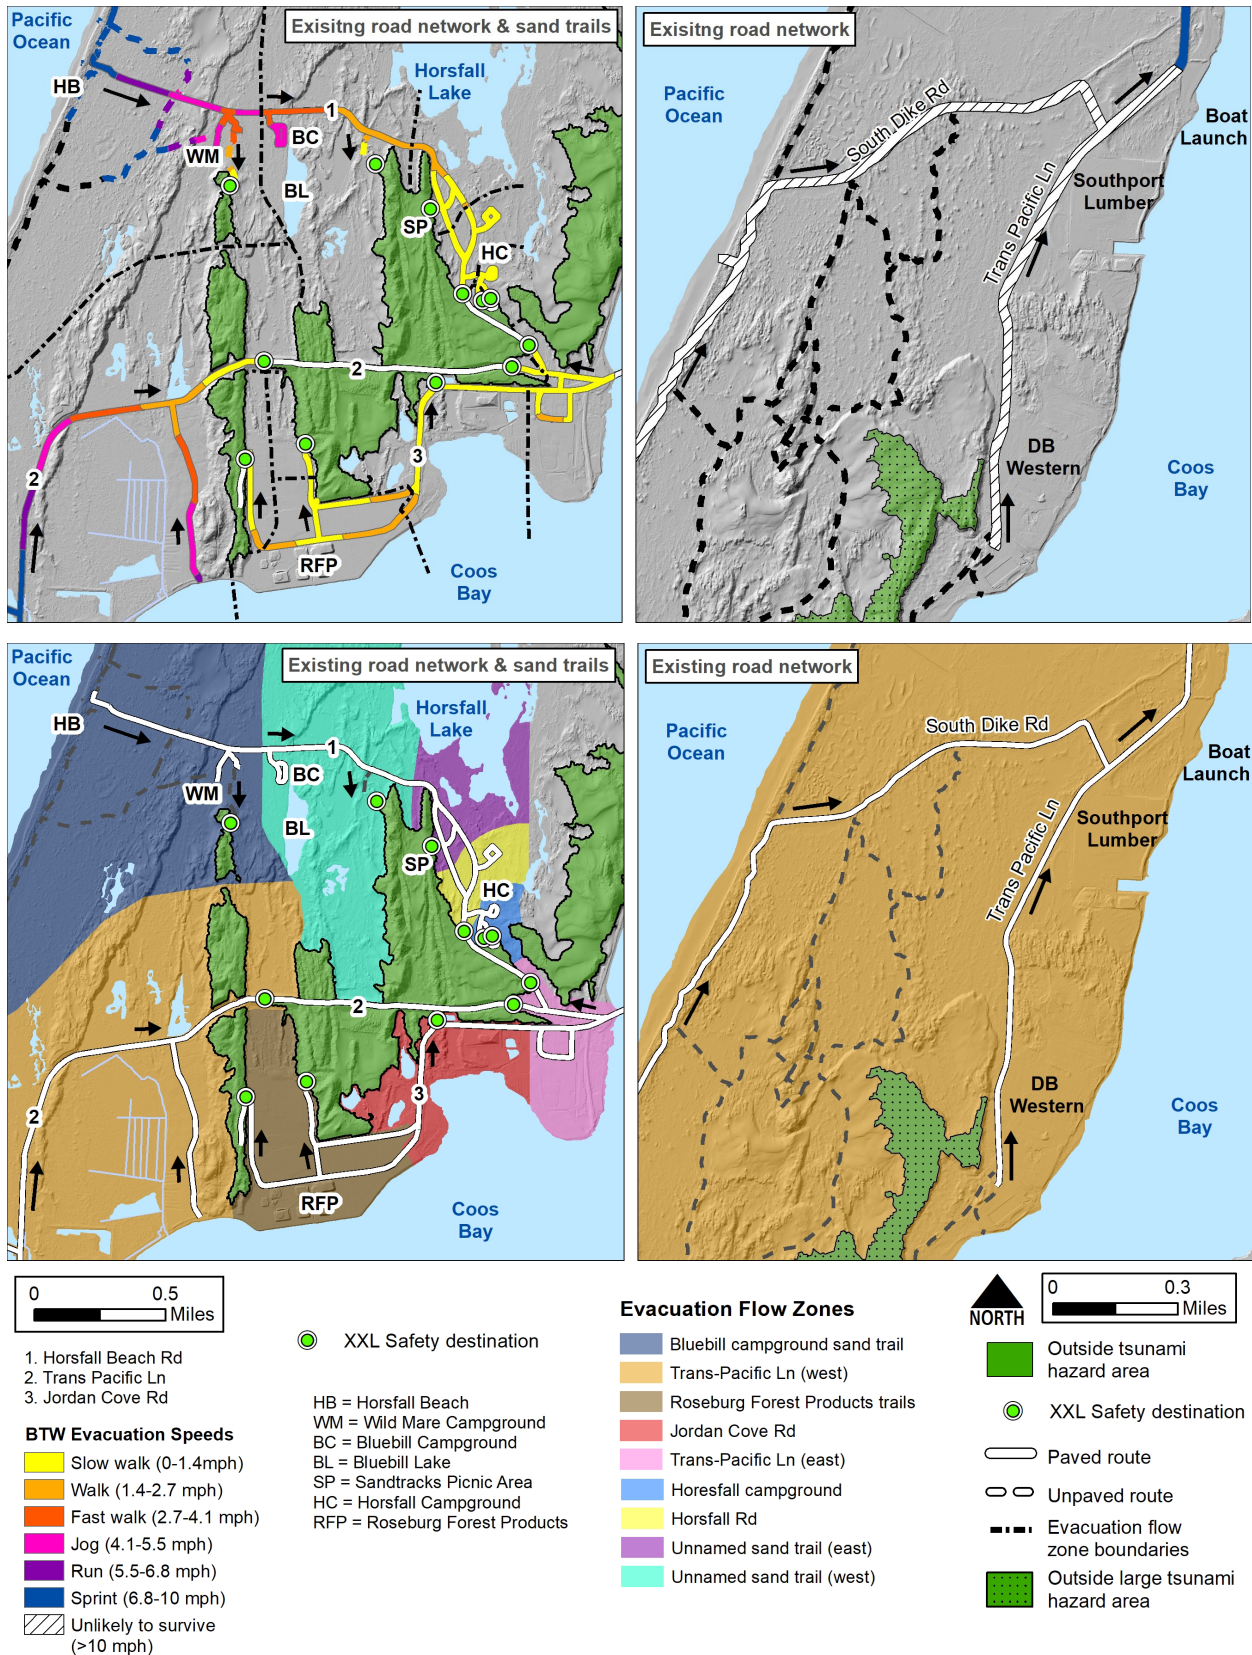 Pacific
Ocean
Exisitng road network & sand trails
Horsfall
Lake
HB
1
WM
BC
BL
SP
HC
2
2
3
RFP
Coos
Bay
Exisitng road network
Pacific
Ocean
South Dike Rd
Boat
Launch
Trans Pacific Ln
Southport
Lumber
DB
Western
Coos
Bay
Pacific
Ocean
Existing road network & sand trails
Horsfall
Lake
HB
1
WM
BC
BL
SP
HC
2
2
3
RFP
Coos
Bay
Existing road network
Pacific
Ocean
South Dike Rd
Boat
Launch
Trans Pacific Ln
Southport
Lumber
DB
Western
Coos
Bay
0 0.5
Miles
1. Horsfall Beach Rd
2. Trans Pacific Ln
3. Jordan Cove Rd
BTW Evacuation Speeds
Slow walk (0-1.4mph)
Walk (1.4-2.7 mph)
Fast walk (2.7-4.1 mph)
Jog (4.1-5.5 mph)
Run (5.5-6.8 mph)
Sprint (6.8-10 mph)
Unlikely to survive
(>10 mph)
XXL Safety destination
HB = Horsfall Beach
WM = Wild Mare Campground
BC = Bluebill Campground
BL = Bluebill Lake
SP = Sandtracks Picnic Area
HC = Horsfall Campground
RFP = Roseburg Forest Products
Evacuation Flow Zones
Bluebill campground sand trail
Trans-Pacific Ln (west)
Roseburg Forest Products trails
Jordan Cove Rd
Trans-Pacific Ln (east)
Horesfall campground
Horsfall Rd
Unnamed sand trail (east)
Unnamed sand trail (west)
NORTH
0 0.3
Miles
Outside tsunami
hazard area
XXL Safety destination
Paved route
Unpaved route
Evacuation flow
zone boundaries
Outside large tsunami
hazard area